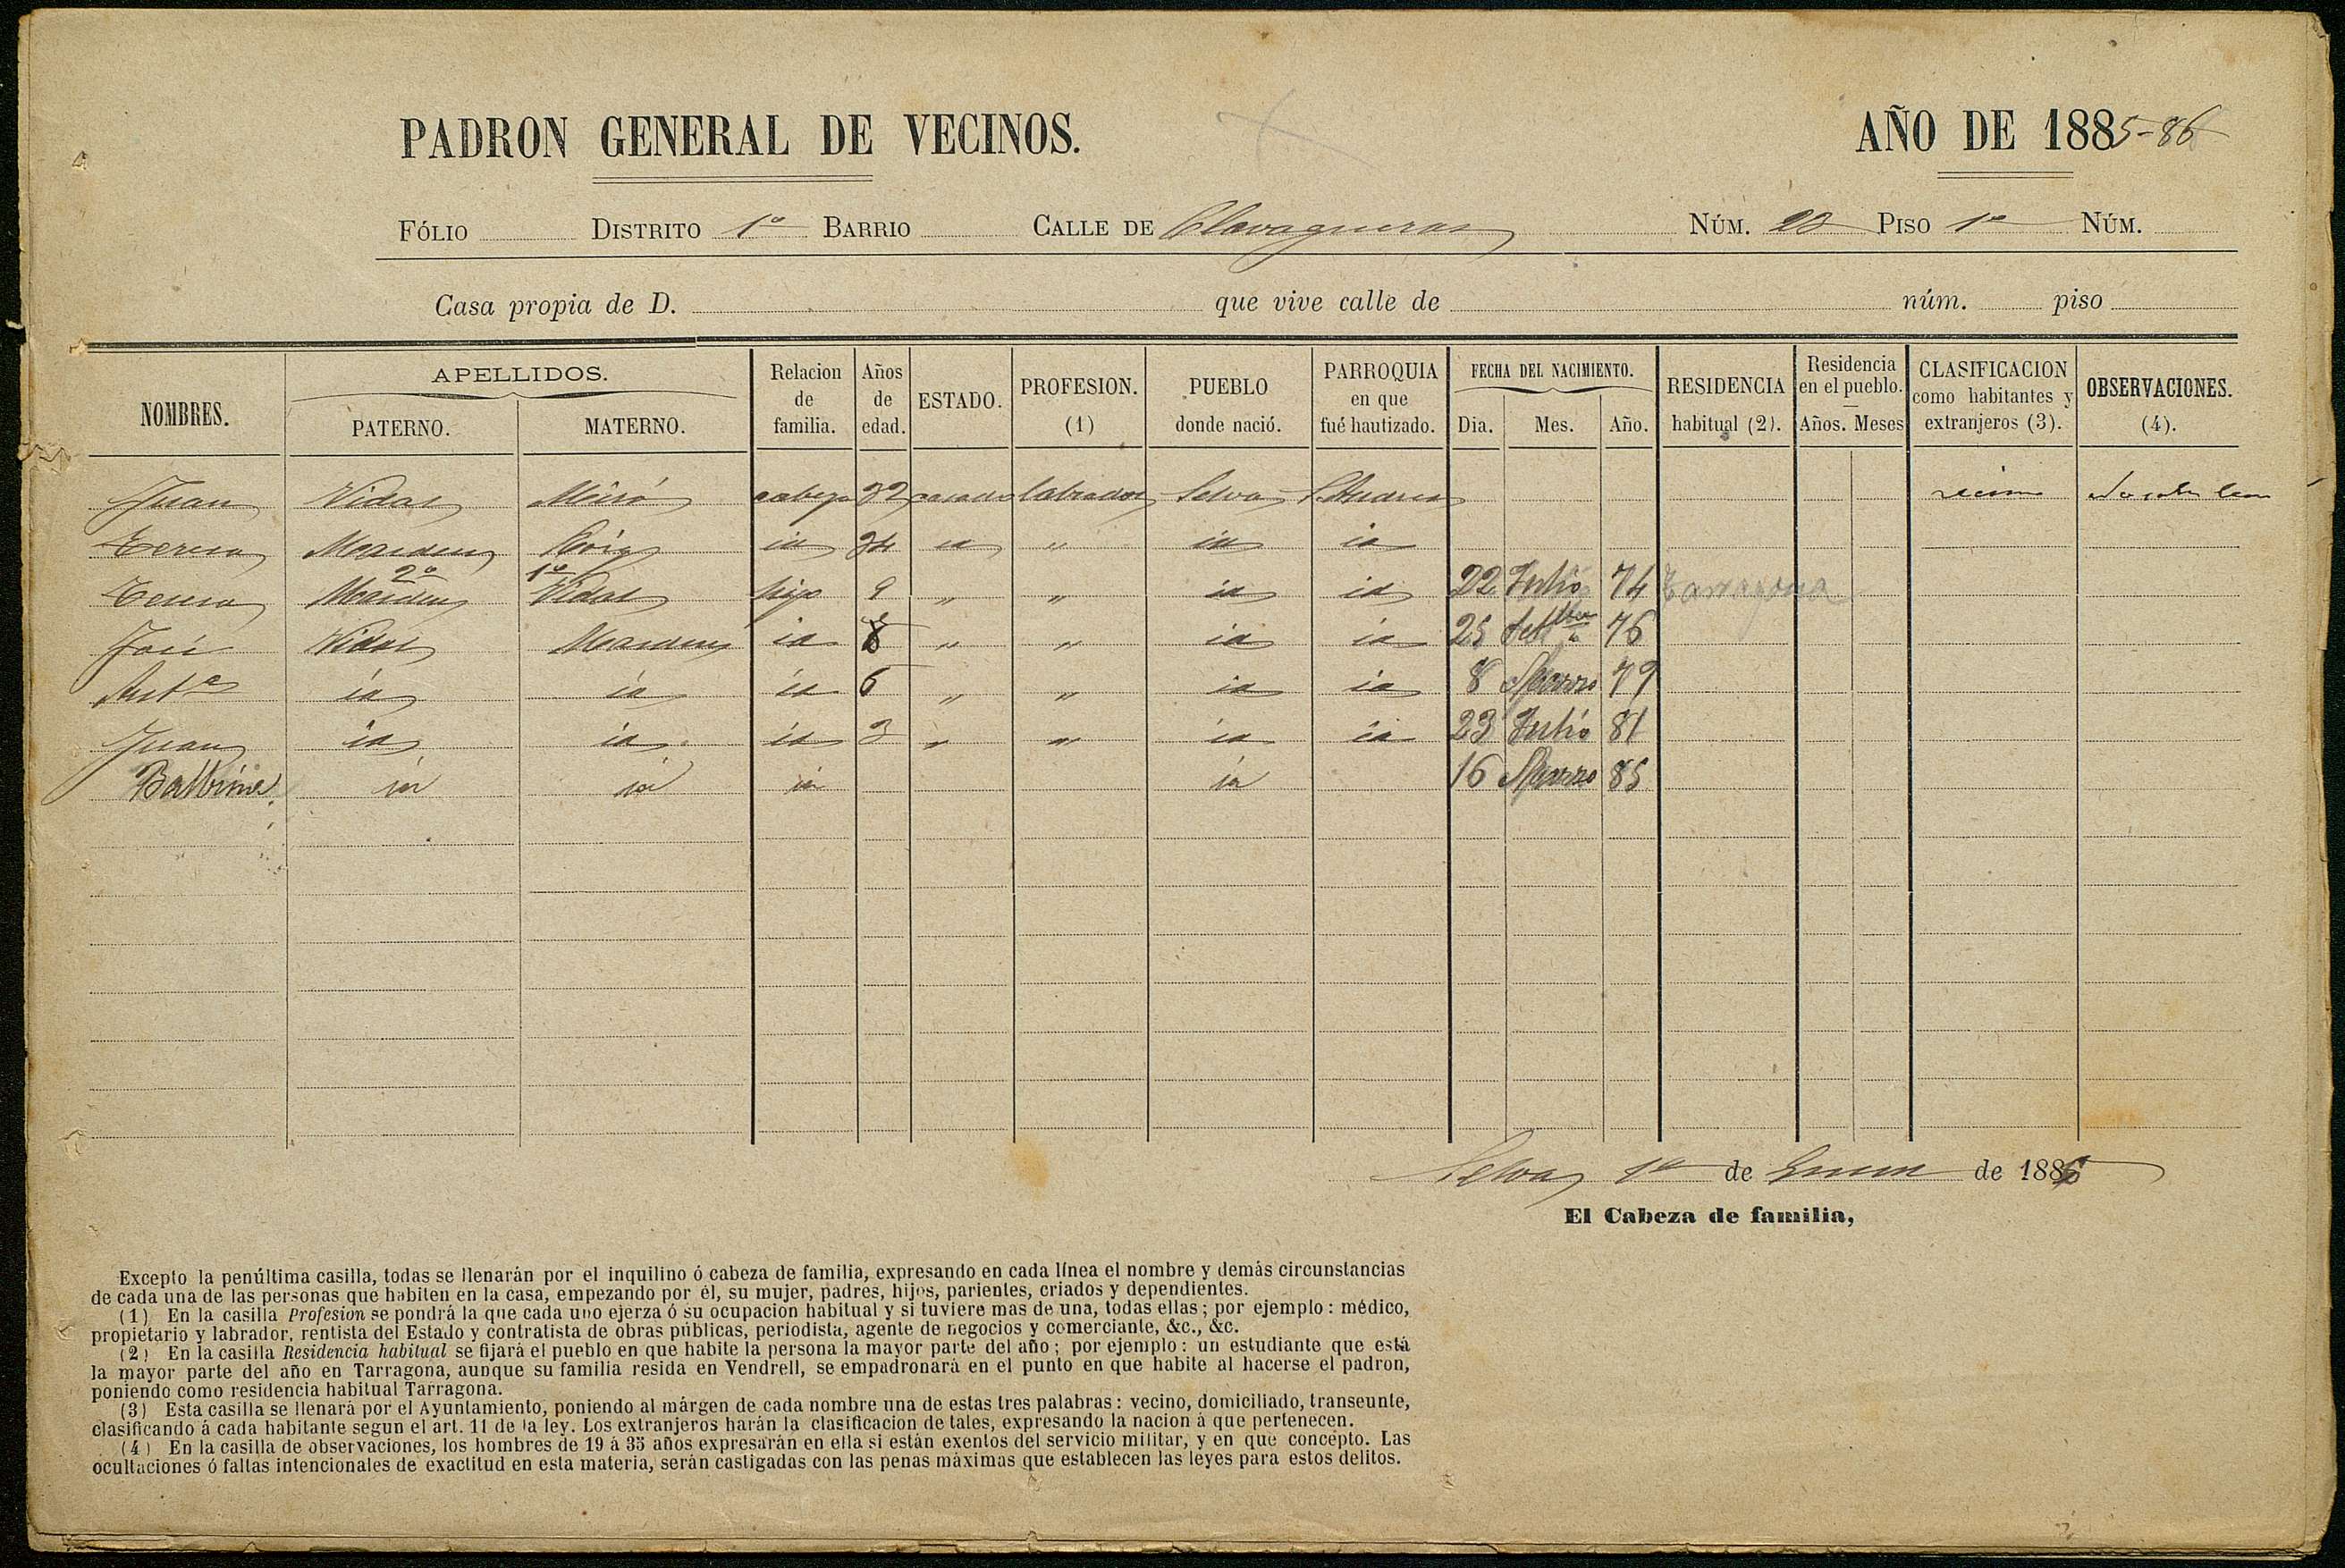 PADRON GENERAL DE VECINOS. AÑO DE 1885-86
FÓLIO DISTRITO 1º BARRIO CALLE DE Clavagueras NÚM. 20 PISO 1º NÚM.
Casa propia de D. que vive calle de núm. piso
NOMBRES. APELLIDOS. PATERNO. MATERNO. Relacion de familia. Años de edad. ESTADO. PROFESION. (1) PUEBLO donde nació. PARROQUIA en que fué bautizado. FECHA DEL NACIMIENTO. Dia. Mes. Año. RESIDENCIA habitual (2). Residencia en el pueblo. Años. Meses CLASIFICACION como habitantes y extranjeros (3). OBSERVACIONES. (4).
Juan Vidal Miró cabeza casado labrador Selva S. Andres vecino
Teresa Roig id 34 id " id id
Teresa 2º 1º Vidal hijo 9 " " id id 22 Julio 74 Tarragona
José Vidal id 8 " " id id 25 76
Antª id id id 6 " " id id 8 Marzo 79
Juan id id id 3 " " id id 23 Julio 81
Balbina id id id id 16 Marzo 85
Selva 1º de Enero de 1886
El Cabeza de familia,
Excepto la penúltima casilla, todas se llenarán por el inquilino ó cabeza de familia, expresando en cada línea el nombre y demás circunstancias
de cada una de las personas que habiten en la casa, empezando por él, su mujer, padres, hijos, parientes, criados y dependientes.
(1) En la casilla Profesion se pondrá la que cada uno ejerza ó su ocupacion habitual y si tuviere mas de una, todas ellas; por ejemplo: médico,
propietario y labrador, rentista del Estado y contratista de obras públicas, periodista, agente de negocios y comerciante, &c., &c.
(2) En la casilla Residencia habitual se fijará el pueblo en que habite la persona la mayor parte del año; por ejemplo: un estudiante que está
la mayor parte del año en Tarragona, aunque su familia resida en Vendrell, se empadronará en el punto en que habite al hacerse el padron,
poniendo como residencia habitual Tarragona.
(3) Esta casilla se llenará por el Ayuntamiento, poniendo al márgen de cada nombre una de estas tres palabras: vecino, domiciliado, transeunte,
clasificando á cada habitante segun el art. 11 de la ley. Los extranjeros harán la clasificacion de tales, expresando la nacion á que pertenecen.
(4) En la casilla de observaciones, los hombres de 19 á 35 años expresarán en ella si están exentos del servicio militar, y en que concepto. Las
ocultaciones ó faltas intencionales de exactitud en esta materia, serán castigadas con las penas máximas que establecen las leyes para estos delitos.